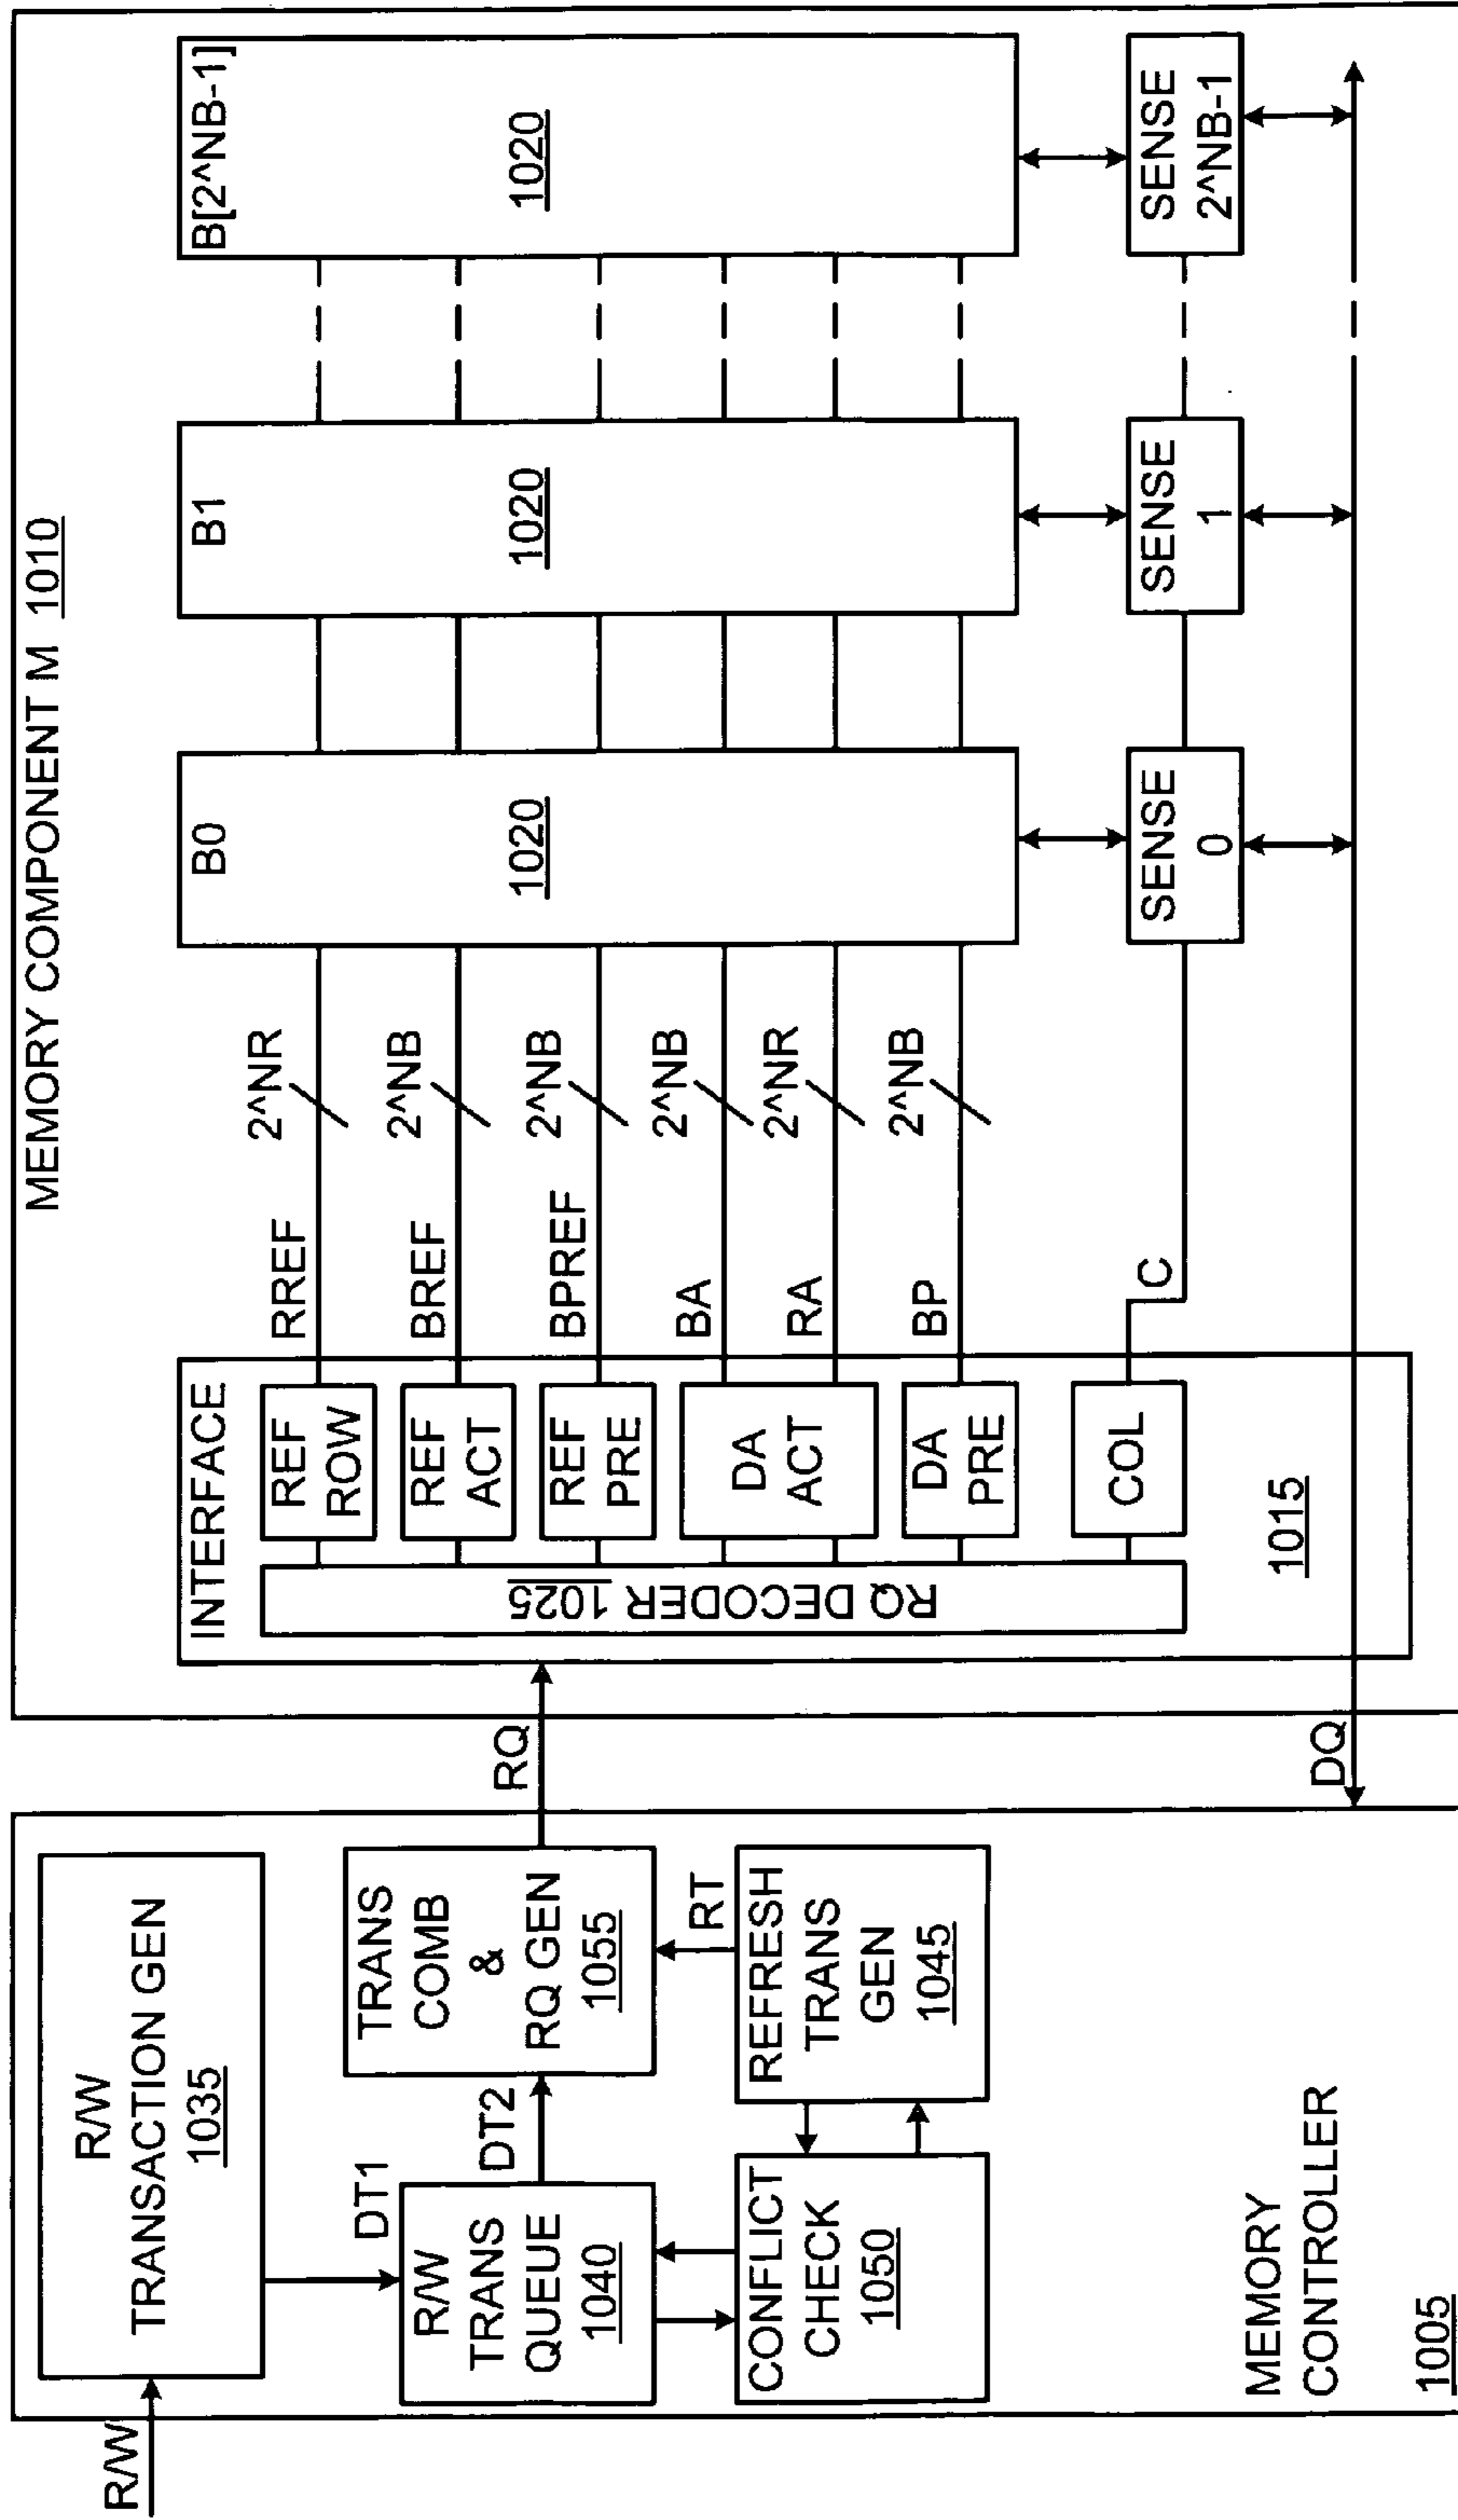 R/W
R/W
TRANSACTION GEN
1035
DT1
R/W
TRANS
QUEUE
1040
DT2
TRANS
COMB
&
RQ GEN
1055
RT
CONFLICT
CHECK
1050
REFRESH
TRANS
GEN
1045
MEMORY
CONTROLLER
1005
RQ
DQ
MEMORY COMPONENT M 1010
INTERFACE
RQ DECODER 1025
REF
ROW
REF
ACT
REF
PRE
DA
ACT
DA
PRE
COL
1015
RREF
2^NR
BREF
2^NB
BPREF
2^NB
BA
2^NB
RA
2^NR
BP
2^NB
C
B0
1020
B1
1020
B[2^NB-1]
1020
SENSE
0
SENSE
1
SENSE
2^NB-1